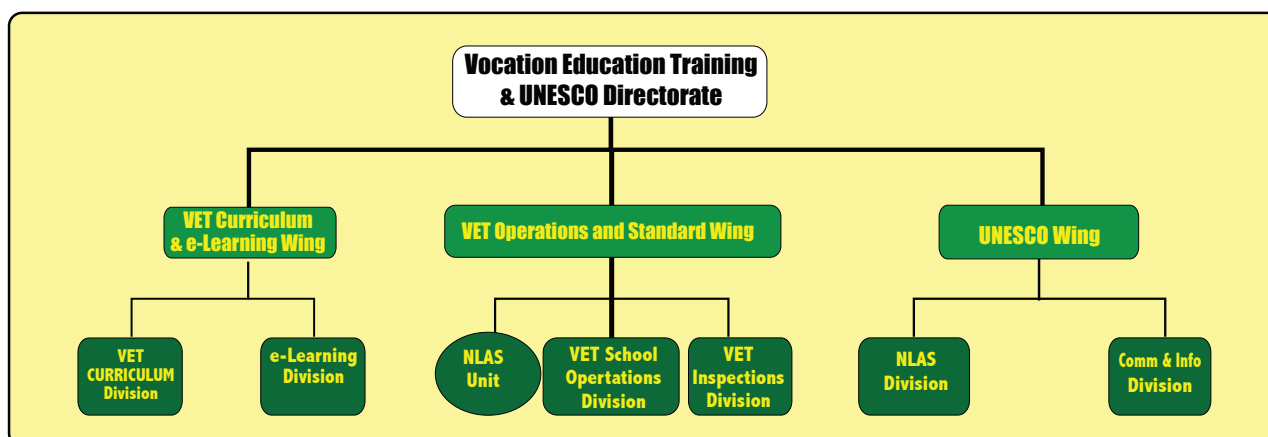 Vocation Education Training
& UNESCO Directorate
VET Curriculum
& e-Learning Wing
VET Operations and Standard Wing
UNESCO Wing
VET
CURRICULUM
Division
e-Learning
Division
NLAS
Unit
VET School
Opertations
Division
VET
Inspections
Division
NLAS
Division
Comm & Info
Division